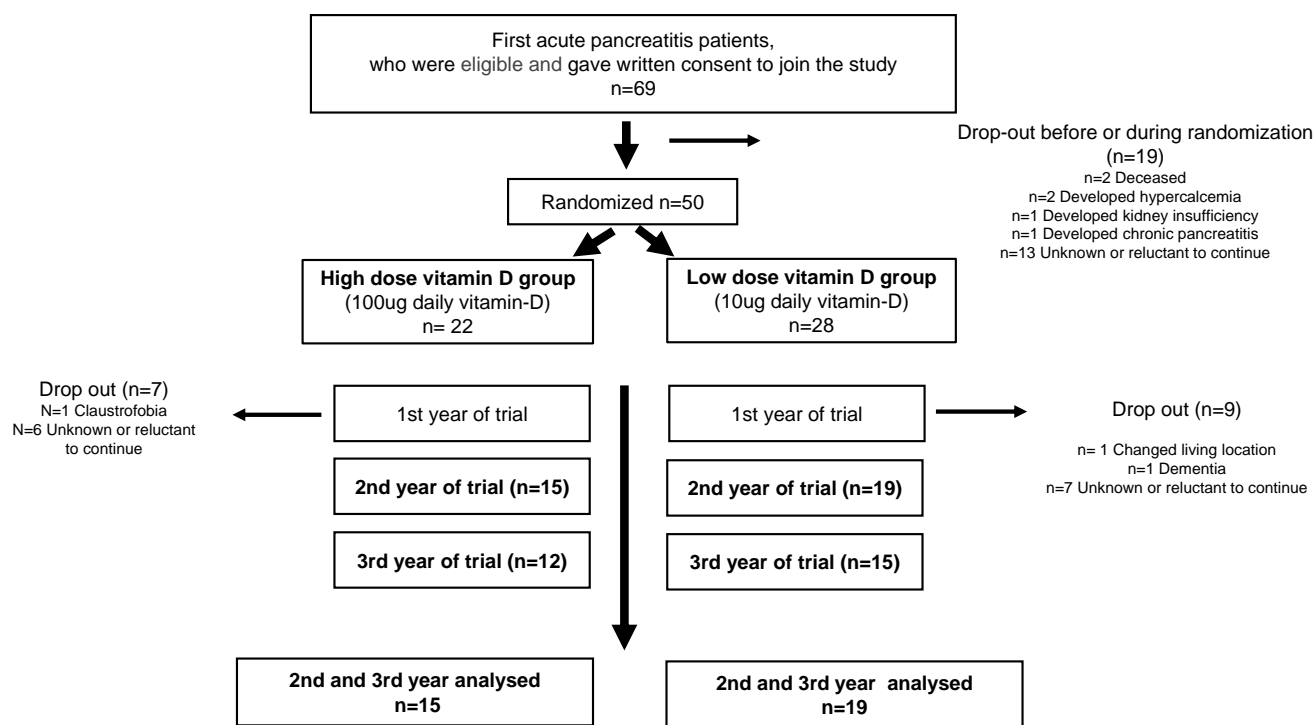 First acute pancreatitis patients,
who were eligible and gave written consent to join the study
n=69
Drop-out before or during randomization
(n=19)
n=2 Deceased
n=2 Developed hypercalcemia
n=1 Developed kidney insufficiency
n=1 Developed chronic pancreatitis
n=13 Unknown or reluctant to continue
Randomized n=50
High dose vitamin D group
(100ug daily vitamin-D)
n= 22
Low dose vitamin D group
(10ug daily vitamin-D)
n=28
Drop out (n=7)
N=1 Claustrofobia
N=6 Unknown or reluctant
to continue
1st year of trial
1st year of trial
Drop out (n=9)
n= 1 Changed living location
n=1 Dementia
n=7 Unknown or reluctant to continue
2nd year of trial (n=15)
2nd year of trial (n=19)
3rd year of trial (n=12)
3rd year of trial (n=15)
2nd and 3rd year analysed
n=15
2nd and 3rd year  analysed
n=19